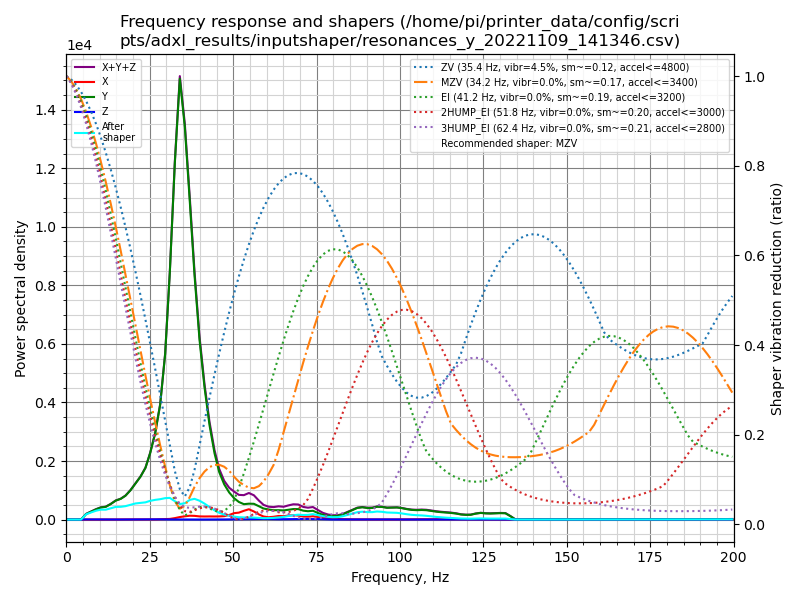 Frequency response and shapers (/home/pi/printer_data/config/scri
pts/adxl_results/inputshaper/resonances_y_20221109_141346.csv)
1e4
X+Y+Z
X
Y
Z
After
shaper
ZV (35.4 Hz, vibr=4.5%, sm~=0.12, accel<=4800)
MZV (34.2 Hz, vibr=0.0%, sm~=0.17, accel<=3400)
EI (41.2 Hz, vibr=0.0%, sm~=0.19, accel<=3200)
2HUMP_EI (51.8 Hz, vibr=0.0%, sm~=0.20, accel<=3000)
3HUMP_EI (62.4 Hz, vibr=0.0%, sm~=0.21, accel<=2800)
Recommended shaper: MZV
Power spectral density
1.4
1.2
1.0
0.8
0.6
0.4
0.2
0.0
1.0
0.8
0.6
0.4
0.2
0.0
Shaper vibration reduction (ratio)
0 25 50 75 100 125 150 175 200
Frequency, Hz